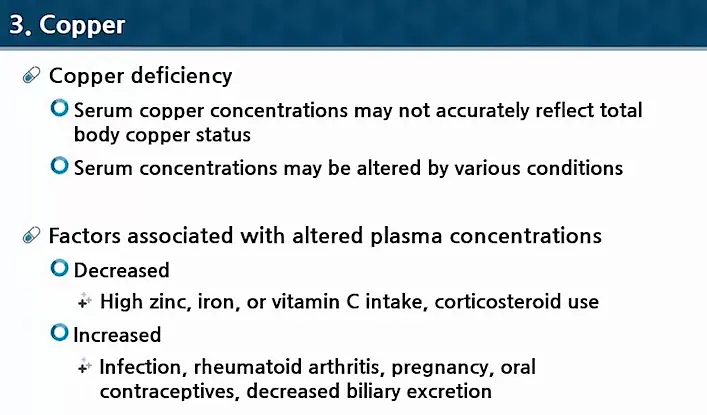 3. Copper
Copper deficiency
Serum copper concentrations may not accurately reflect total
body copper status
Serum concentrations may be altered by various conditions
Factors associated with altered plasma concentrations
Decreased
High zinc, iron, or vitamin C intake, corticosteroid use
Increased
Infection, rheumatoid arthritis, pregnancy, oral
contraceptives, decreased biliary excretion